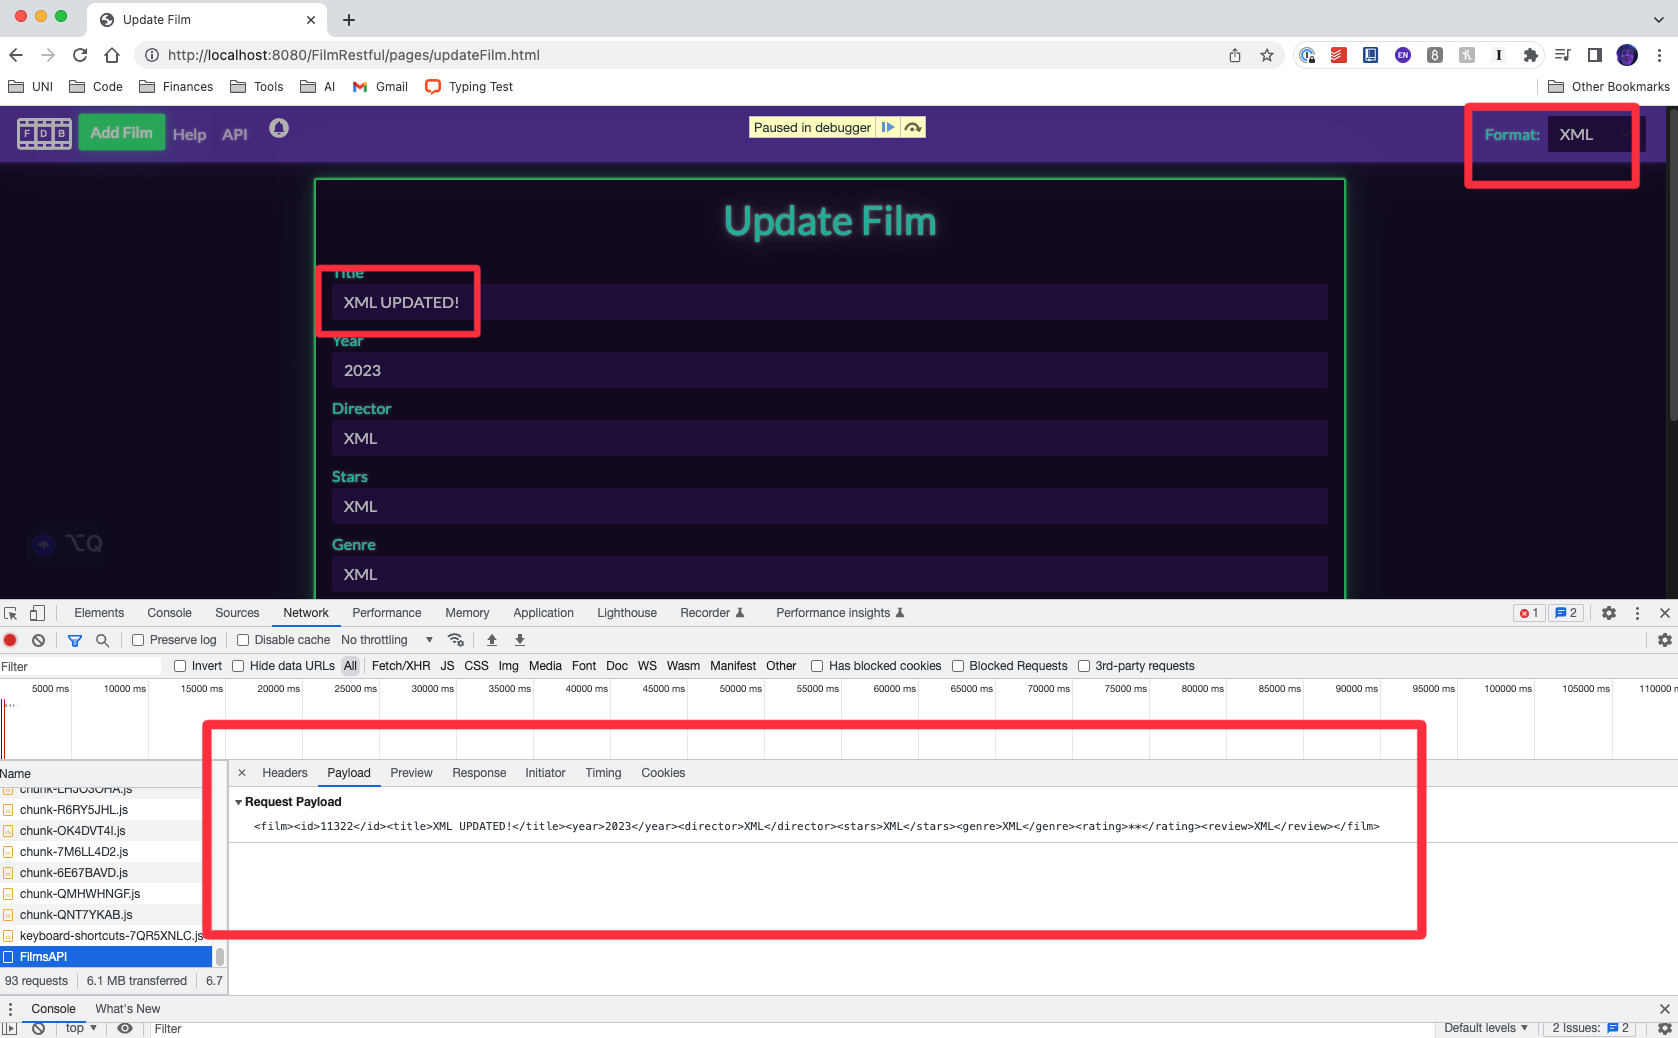 Update Film
http://localhost:8080/FilmRestful/pages/updateFilm.html
UNI Code Finances Tools AI Gmail Typing Test Other Bookmarks
FDB Add Film Help API Paused in debugger Format: XML
Update Film
Title
XML UPDATED!
Year
2023
Director
XML
Stars
XML
Genre
XML
⌥Q
Elements Console Sources Network Performance Memory Application Lighthouse Recorder Performance insights 1 2
Preserve log Disable cache No throttling
Filter Invert Hide data URLs All Fetch/XHR JS CSS Img Media Font Doc WS Wasm Manifest Other Has blocked cookies Blocked Requests 3rd-party requests
5000 ms 10000 ms 15000 ms 20000 ms 25000 ms 30000 ms 35000 ms 40000 ms 45000 ms 50000 ms 55000 ms 60000 ms 65000 ms 70000 ms 75000 ms 80000 ms 85000 ms 90000 ms 95000 ms 100000 ms 105000 ms 110000
Name
chunk-R6RY5JHL.js
chunk-OK4DVT4I.js
chunk-7M6LL4D2.js
chunk-6E67BAVD.js
chunk-QMHWHNGF.js
chunk-QNT7YKAB.js
keyboard-shortcuts-7QR5XNLC.js
FilmsAPI
93 requests 6.1 MB transferred 6.7
Headers Payload Preview Response Initiator Timing Cookies
Request Payload
<film><id>11322</id><title>XML UPDATED!</title><year>2023</year><director>XML</director><stars>XML</stars><genre>XML</genre><rating>**</rating><review>XML</review></film>
Console What's New
top Filter Default levels 2 Issues: 2